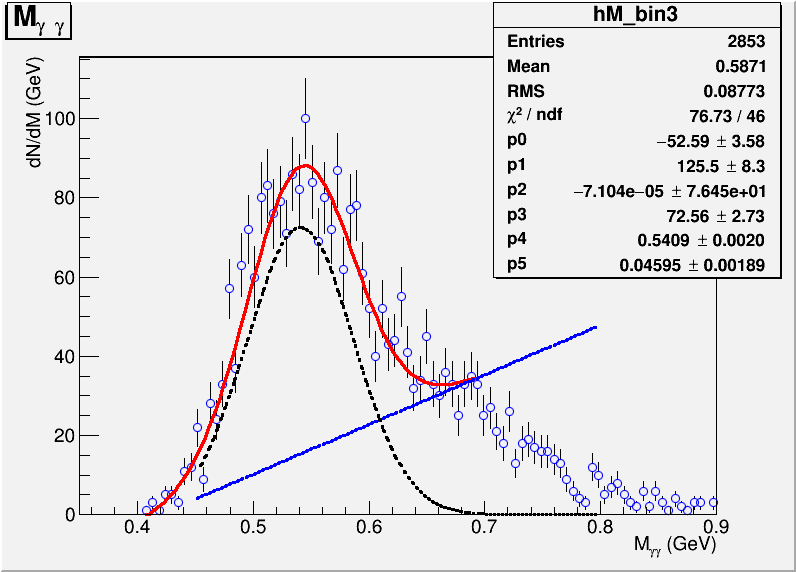 M γ γ
hM_bin3
Entries 2853
Mean 0.5871
RMS 0.08773
χ² / ndf 76.73 / 46
p0 −52.59 ± 3.58
p1 125.5 ± 8.3
p2 −7.104e−05 ± 7.645e+01
p3 72.56 ± 2.73
p4 0.5409 ± 0.0020
p5 0.04595 ± 0.00189
dN/dM (GeV)
100
80
60
40
20
0
0.4 0.5 0.6 0.7 0.8 0.9
Mγγ (GeV)